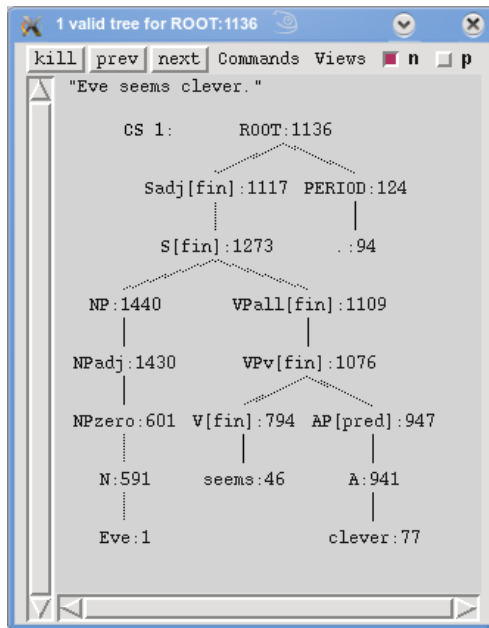 1 valid tree for ROOT:1136
kill prev next Commands Views n p
"Eve seems clever."
CS 1: ROOT:1136
Sadj[fin]:1117 PERIOD:124
S[fin]:1273 .:94
NP:1440 VPall[fin]:1109
NPadj:1430 VPv[fin]:1076
NPzero:601 V[fin]:794 AP[pred]:947
N:591 seems:46 A:941
Eve:1 clever:77